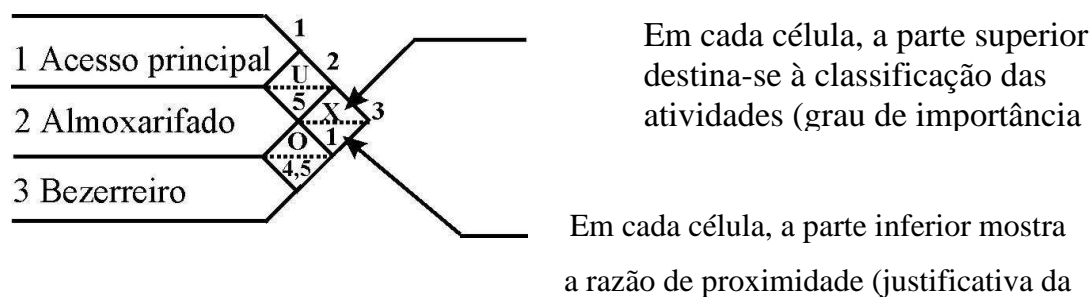 1
1 Acesso principal
U
2
5
X
3
2 Almoxarifado
O
1
4,5
3 Bezerreiro
Em cada célula, a parte superior
destina-se à classificação das
atividades (grau de importância
Em cada célula, a parte inferior mostra
a razão de proximidade (justificativa da